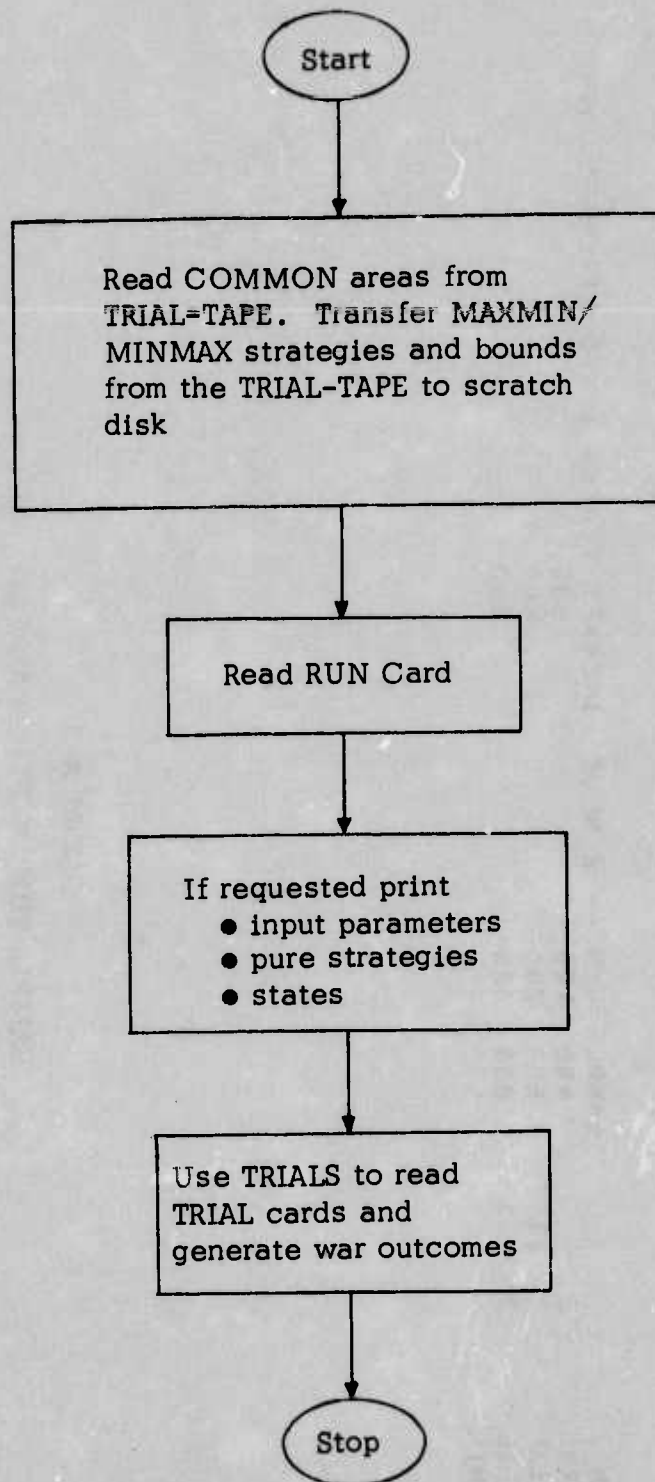 Start
Read COMMON areas from
TRIAL=TAPE. Transfer MAXMIN/
MINMAX strategies and bounds
from the TRIAL-TAPE to scratch
disk
Read RUN Card
If requested print
● input parameters
● pure strategies
● states
Use TRIALS to read
TRIAL cards and
generate war outcomes
Stop